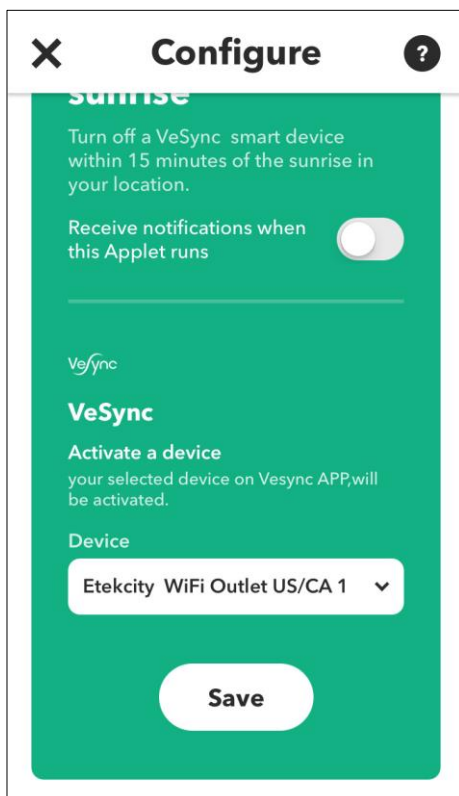 Configure
?
sunrise
Turn off a VeSync smart device
within 15 minutes of the sunrise in
your location.
Receive notifications when
this Applet runs
VeSync
VeSync
Activate a device
your selected device on Vesync APP,will
be activated.
Device
Etekcity WiFi Outlet US/CA 1
Save